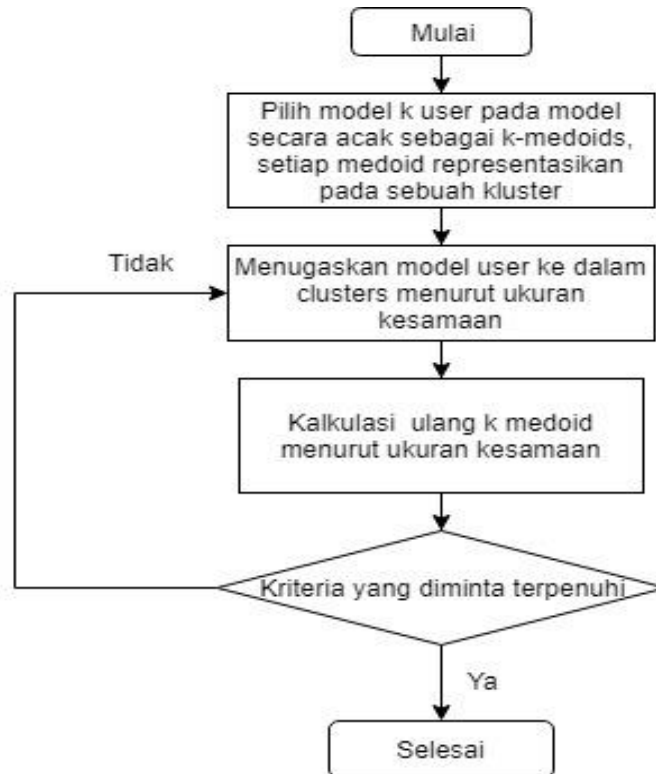 Mulai
Pilih model k user pada model
secara acak sebagai k-medoids,
setiap medoid representasikan
pada sebuah kluster
Tidak
Menugaskan model user ke dalam
clusters menurut ukuran
kesamaan
Kalkulasi ulang k medoid
menurut ukuran kesamaan
Kriteria yang diminta terpenuhi
Ya
Selesai